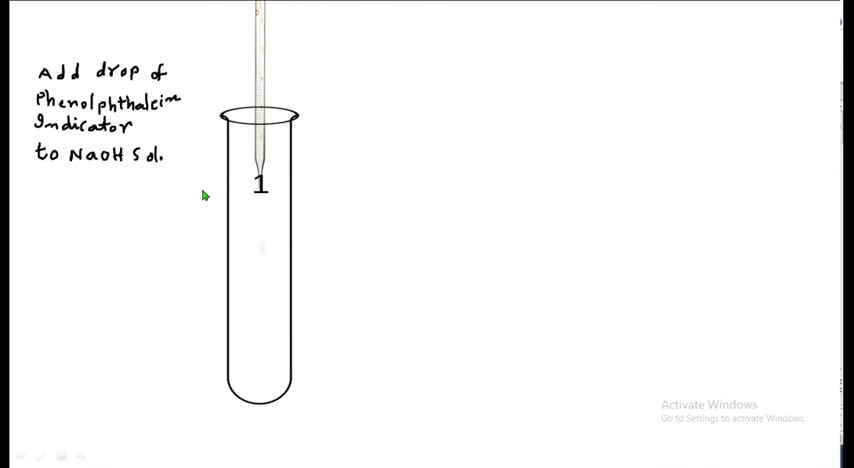 Add drop of
Phenolphthalein
Indicator
to NaOH Sol.
1
Activate Windows
Go to Settings to activate Windows.